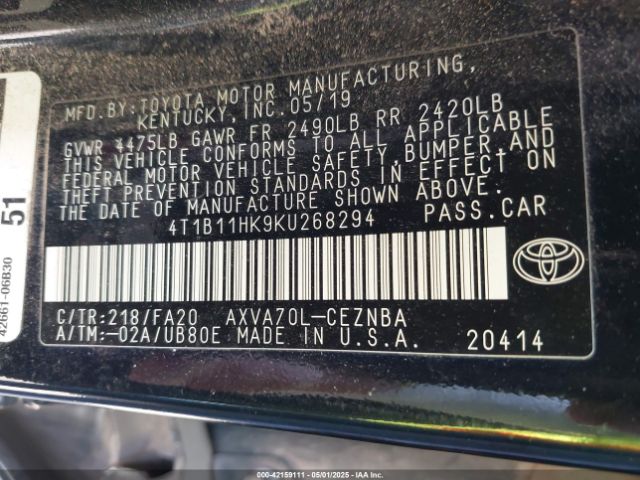 MFD. BY: TOYOTA MOTOR MANUFACTURING,
KENTUCKY, INC. 05/19
GVWR 4475LB GAWR FR 2490LB RR 2420LB
THIS VEHICLE CONFORMS TO ALL APPLICABLE
FEDERAL MOTOR VEHICLE SAFETY, BUMPER, AND
THEFT PREVENTION STANDARDS IN EFFECT ON
THE DATE OF MANUFACTURE SHOWN ABOVE.
4T1B11HK9KU268294 PASS. CAR
C/TR: 218/FA20 AXVA70L-CEZNBA
A/TM: -02A/UB80E MADE IN U.S.A. 20414
51
42661-06B30
000-42159111 - 05/01/2025 - IAAI